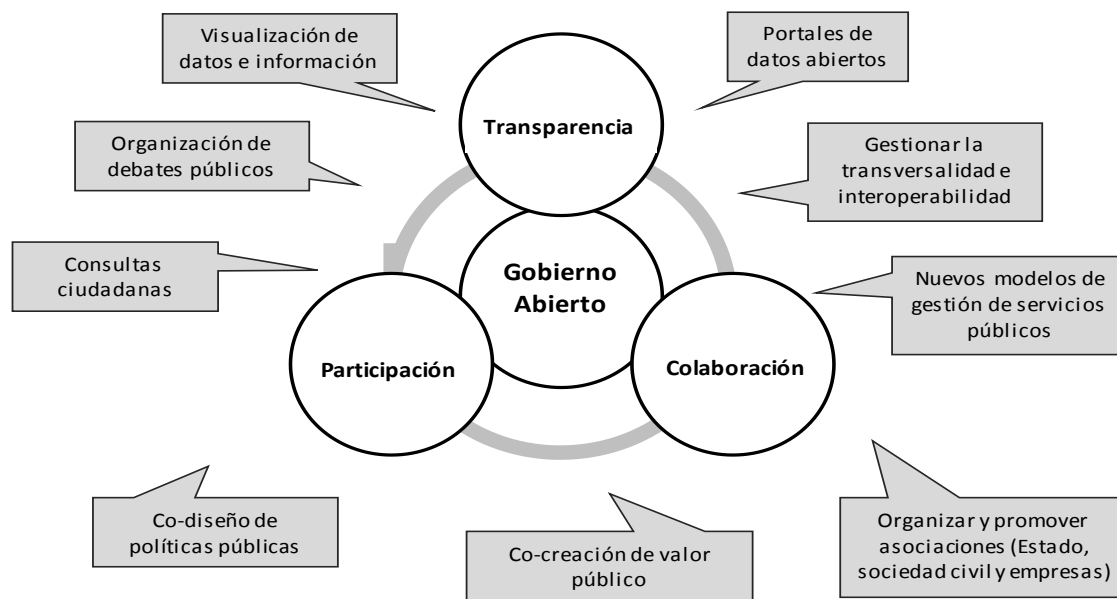 Visualización de
datos e información
Portales de
datos abiertos
Transparencia
Organización de
debates públicos
Gestionar la
transversalidad e
interoperabilidad
Consultas
ciudadanas
Gobierno
Abierto
Nuevos modelos de
gestión de servicios
públicos
Participación
Colaboración
Co-diseño de
políticas públicas
Co-creación de valor
público
Organizar y promover
asociaciones (Estado,
sociedad civil y empresas)